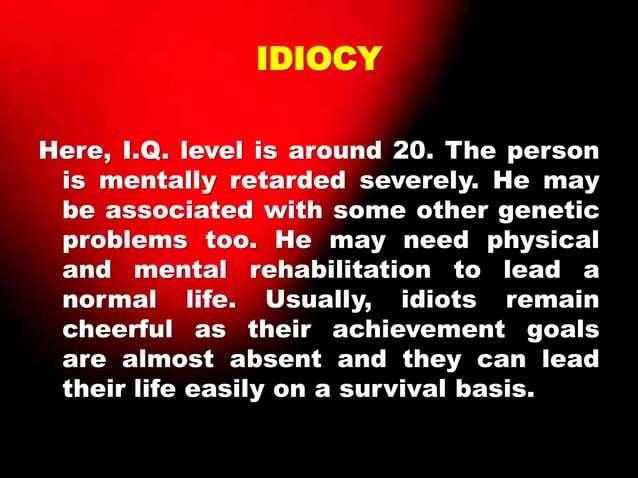 IDIOCY
Here, I.Q. level is around 20. The person
is mentally retarded severely. He may
be associated with some other genetic
problems too. He may need physical
and mental rehabilitation to lead a
normal life. Usually, idiots remain
cheerful as their achievement goals
are almost absent and they can lead
their life easily on a survival basis.